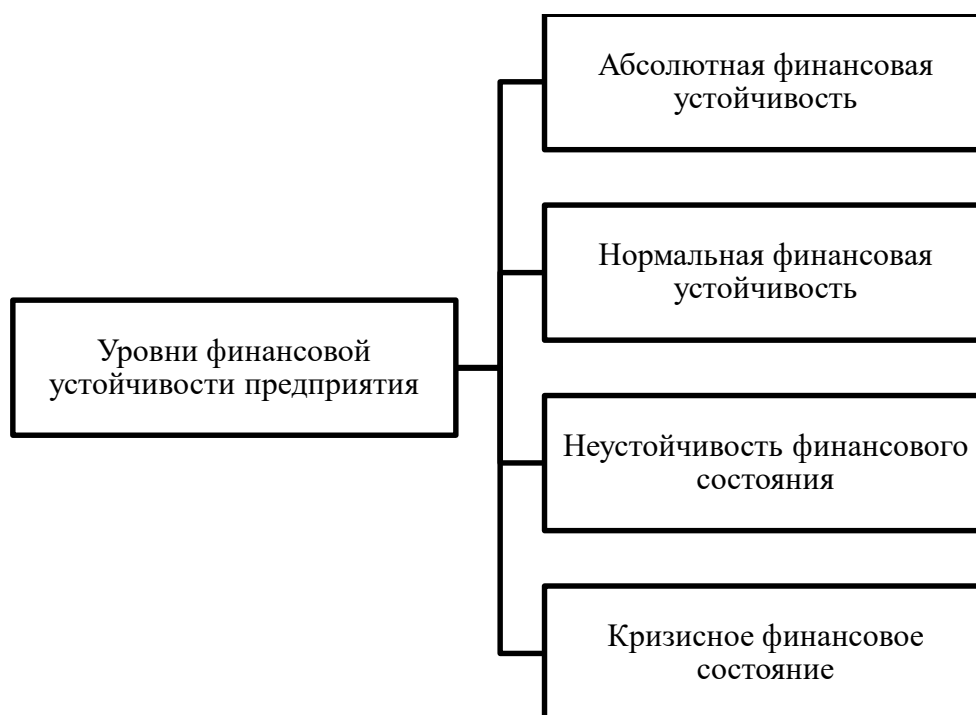 Абсолютная финансовая
устойчивость
Нормальная финансовая
устойчивость
Уровни финансовой
устойчивости предприятия
Неустойчивость финансового
состояния
Кризисное финансовое
состояние